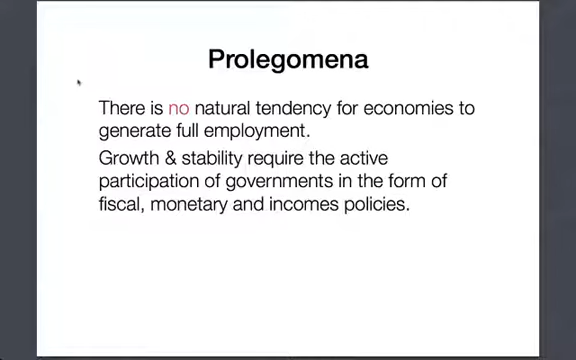 Prolegomena
There is no natural tendency for economies to
generate full employment.
Growth & stability require the active
participation of governments in the form of
fiscal, monetary and incomes policies.